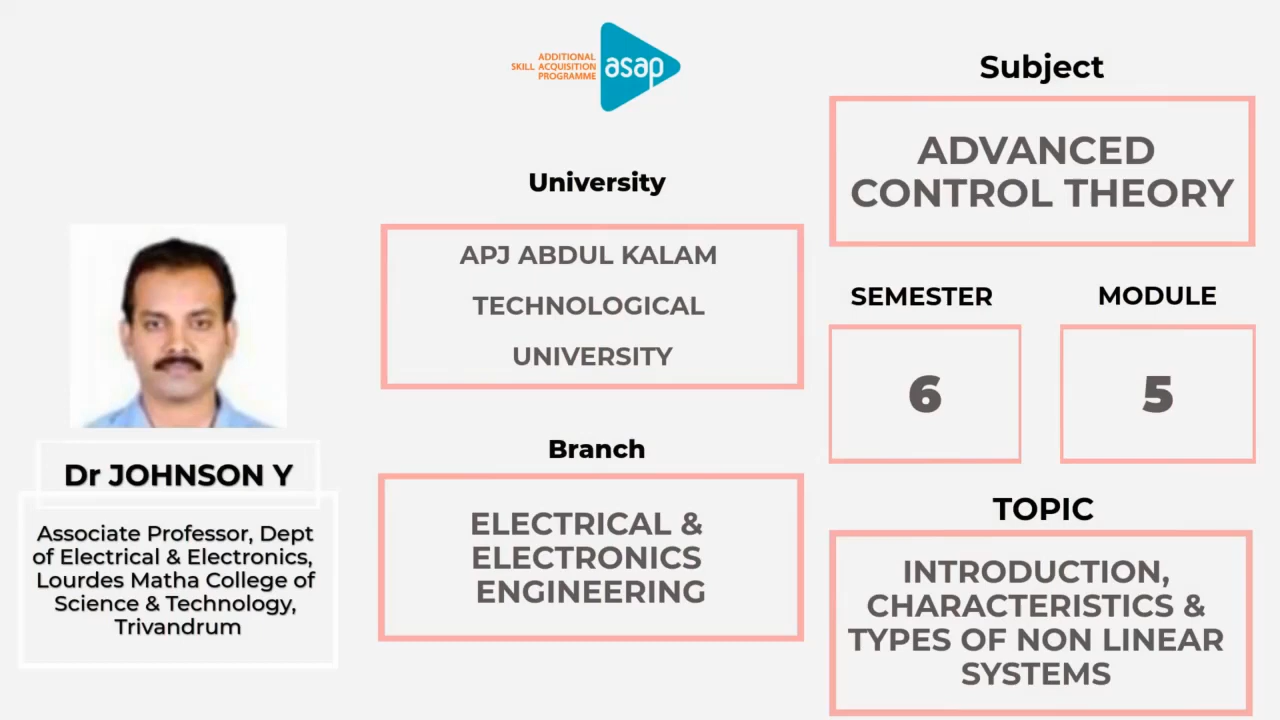 ADDITIONAL
SKILL ACQUISITION
PROGRAMME
asap
Dr JOHNSON Y
Associate Professor, Dept
of Electrical & Electronics,
Lourdes Matha College of
Science & Technology,
Trivandrum
University
APJ ABDUL KALAM
TECHNOLOGICAL
UNIVERSITY
Branch
ELECTRICAL &
ELECTRONICS
ENGINEERING
Subject
ADVANCED
CONTROL THEORY
SEMESTER
6
MODULE
5
TOPIC
INTRODUCTION,
CHARACTERISTICS &
TYPES OF NON LINEAR
SYSTEMS